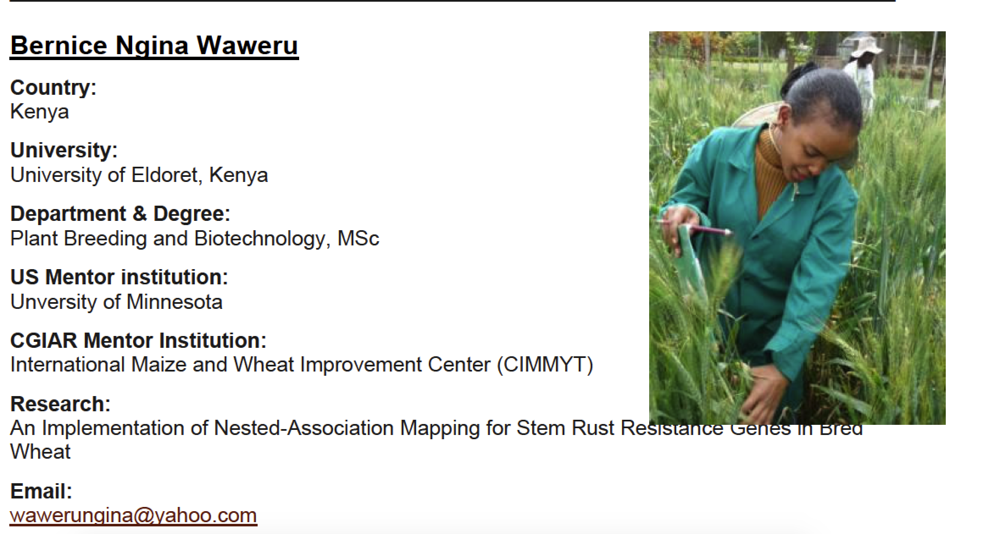 Bernice Ngina Waweru
Country:
Kenya
University:
University of Eldoret, Kenya
Department & Degree:
Plant Breeding and Biotechnology, MSc
US Mentor institution:
Unversity of Minnesota
CGIAR Mentor Institution:
International Maize and Wheat Improvement Center (CIMMYT)
Research:
An Implementation of Nested-Association Mapping for Stem Rust Resistance Genes in Bred
Wheat
Email:
wawerungina@yahoo.com